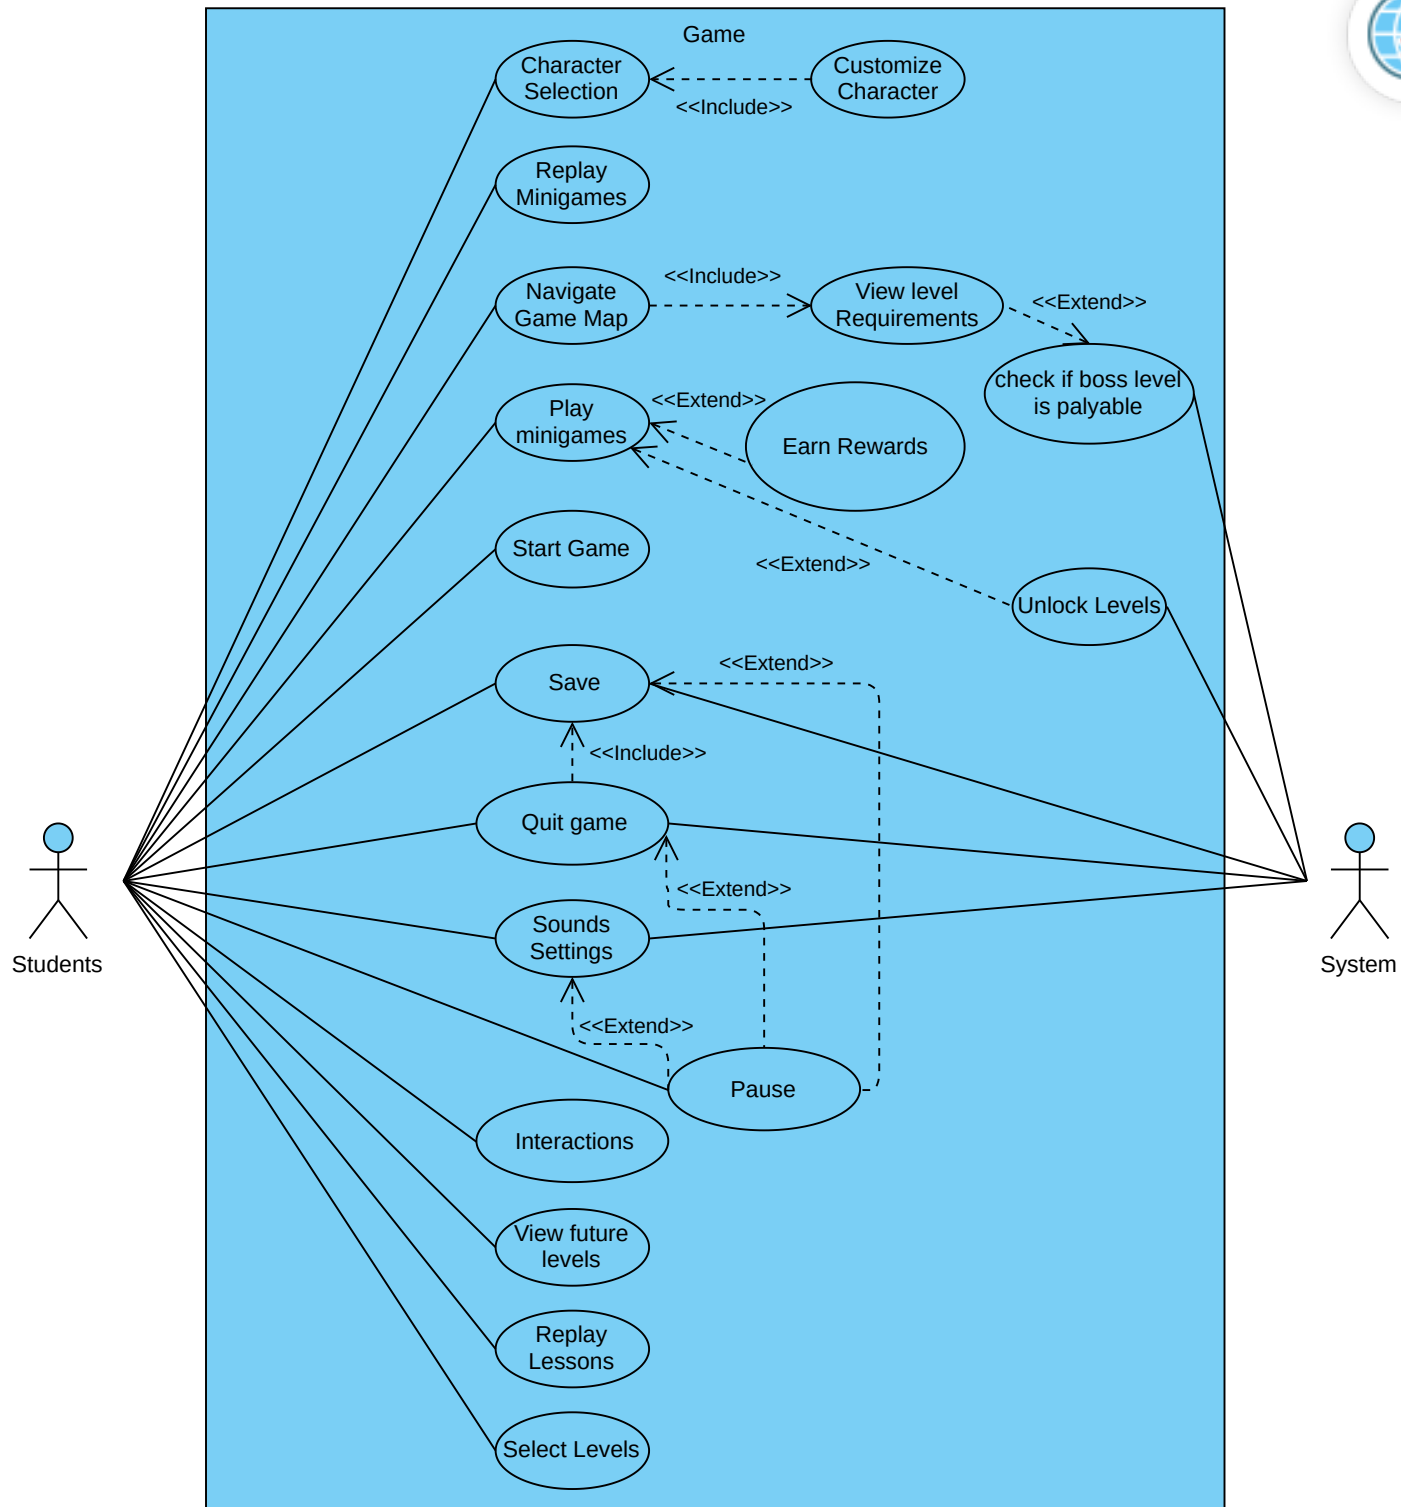 Game
Character
Selection
Customize
Character
<<Include>>
Replay
Minigames
Navigate
Game Map
<<Include>>
View level
Requirements
<<Extend>>
check if boss level
is palyable
Play
minigames
<<Extend>>
Earn Rewards
Start Game
<<Extend>>
Unlock Levels
Save
<<Extend>>
<<Include>>
Quit game
<<Extend>>
Sounds
Settings
Students
System
<<Extend>>
Pause
Interactions
View future
levels
Replay
Lessons
Select Levels